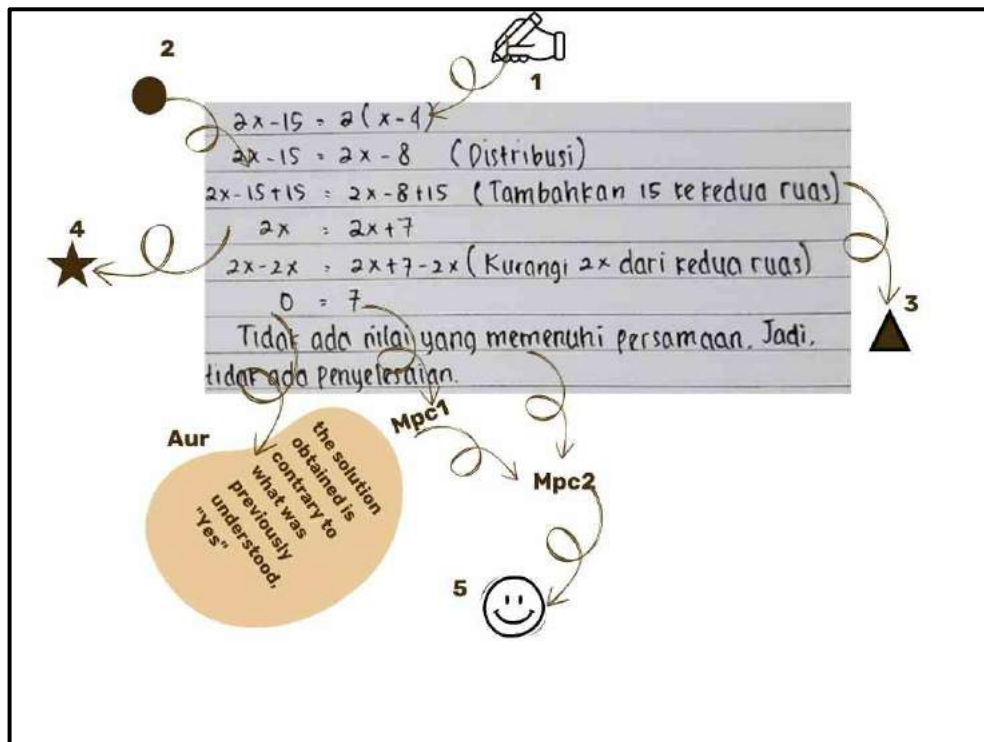 2
1
2x-15 = 2(x-4)
2x-15 = 2x-8 (Distribusi)
2x-15+15 = 2x-8+15 (Tambahkan 15 ke kedua ruas)
4
2x = 2x+7
2x-2x = 2x+7-2x (Kurangi 2x dari kedua ruas)
0 = 7
3
Tidak ada nilai yang memenuhi persamaan. Jadi,
tidak ada penyelesaian.
Mpc1
Aur
the solution
obtained is
contrary to
what was
previously
understood,
"Yes"
Mpc2
5